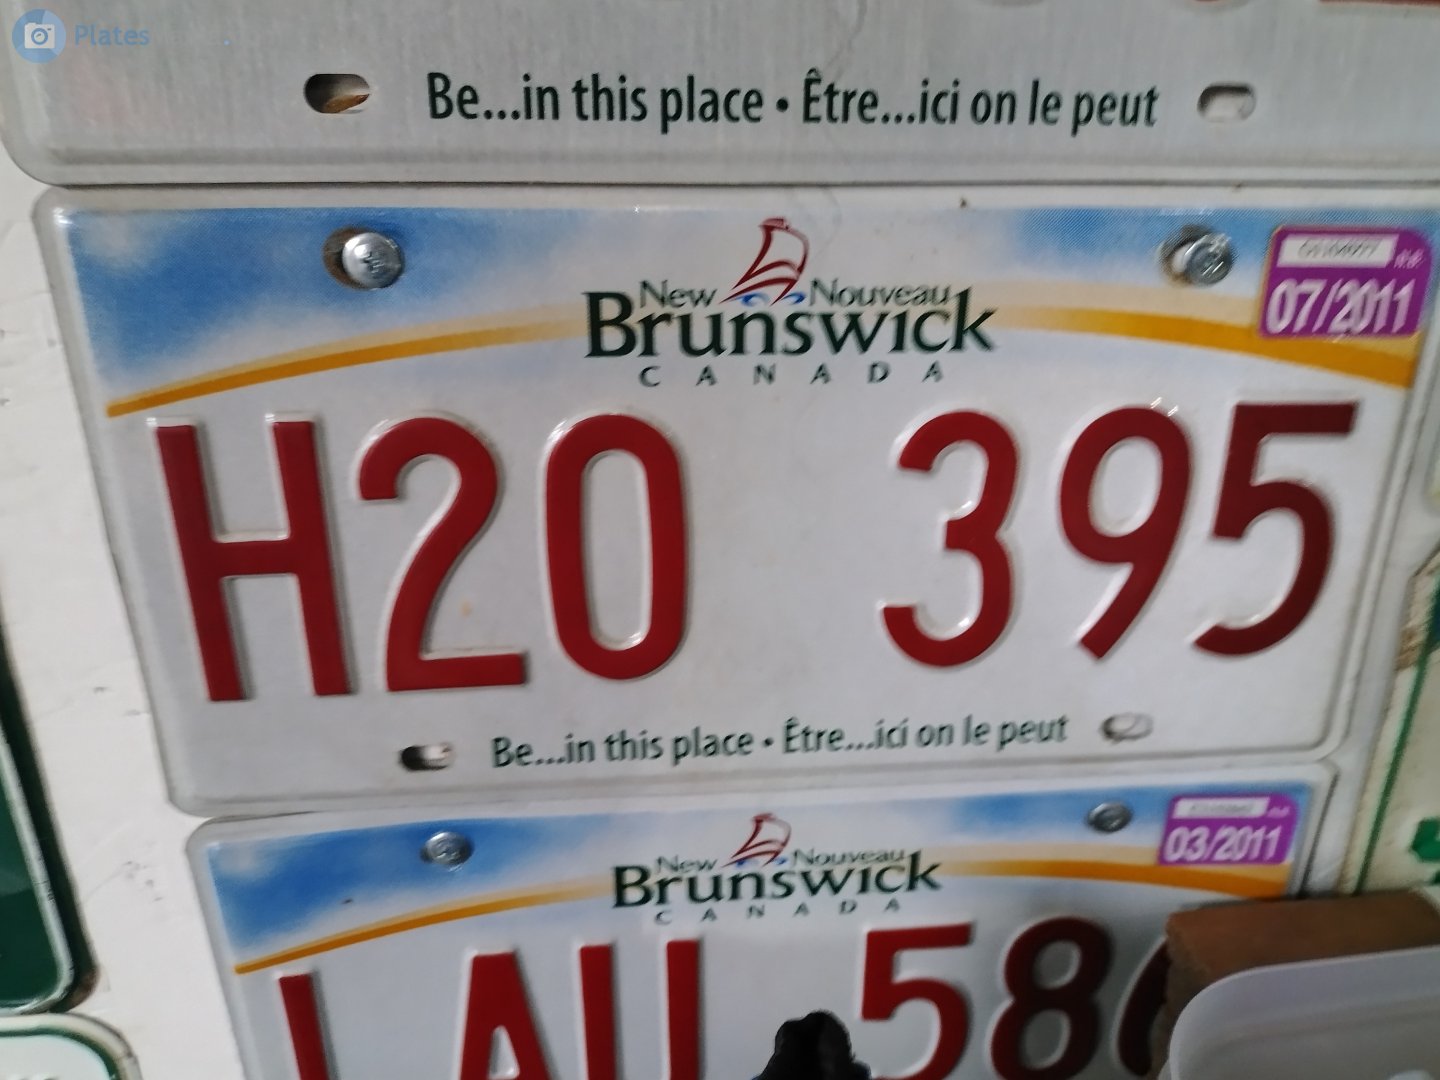 Plates
Be...in this place • Être...ici on le peut
New Nouveau
Brunswick
CANADA
07/2011
H20 395
Be...in this place • Être...ici on le peut
New Nouveau
Brunswick
CANADA
03/2011
586